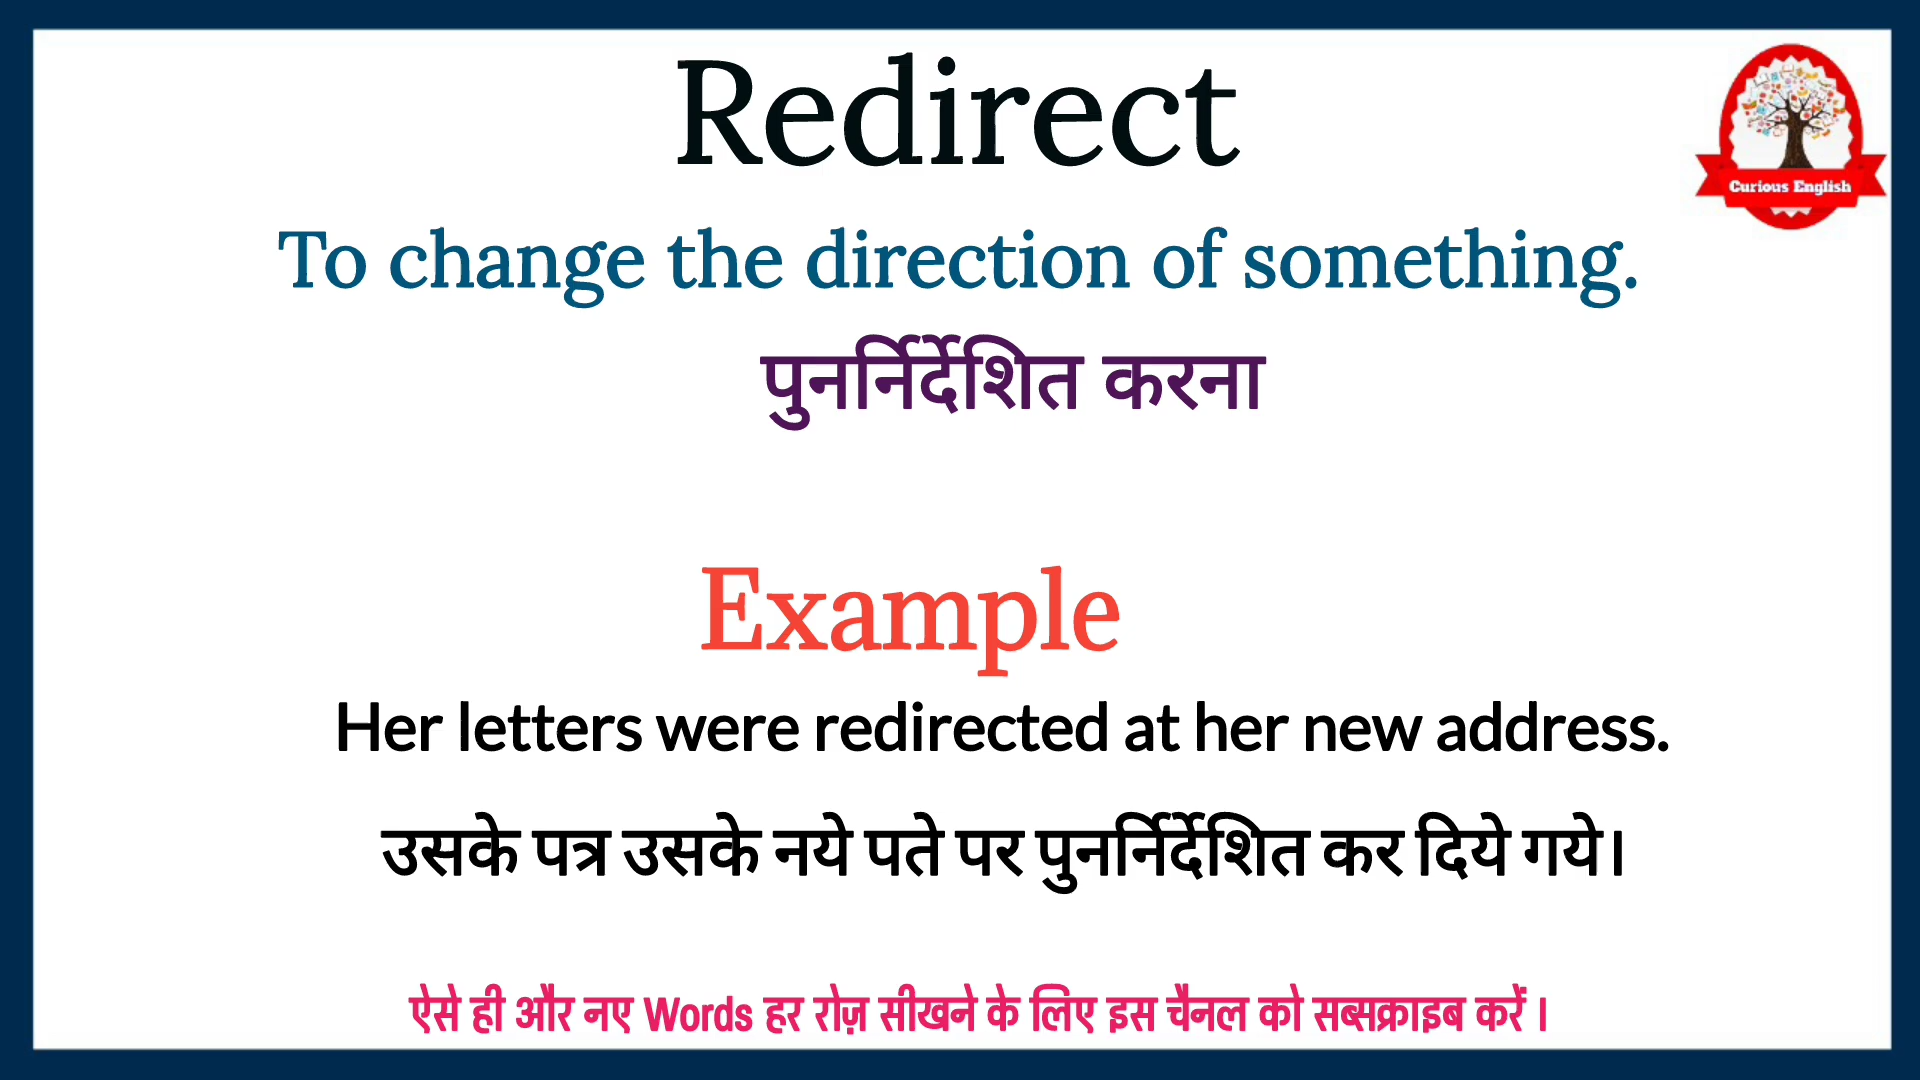 Redirect
Curious English
To change the direction of something.
पुनर्निर्देशित करना
Example
Her letters were redirected at her new address.
उसके पत्र उसके नये पते पर पुनर्निर्देशित कर दिये गये।
ऐसे ही और नए Words हर रोज़ सीखने के लिए इस चैनल को सब्सक्राइब करें ।